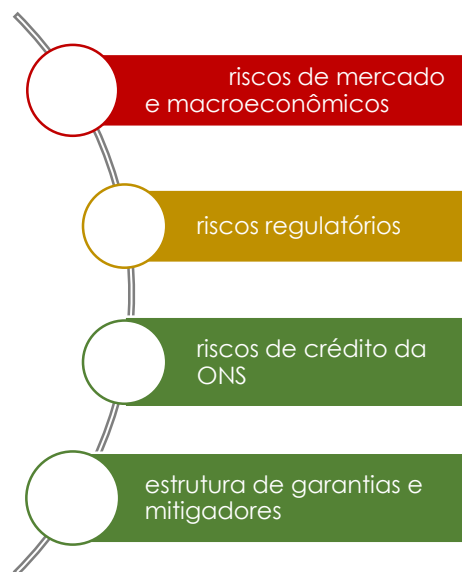 riscos de mercado
e macroeconômicos
riscos regulatórios
riscos de crédito da
ONS
estrutura de garantias e
mitigadores